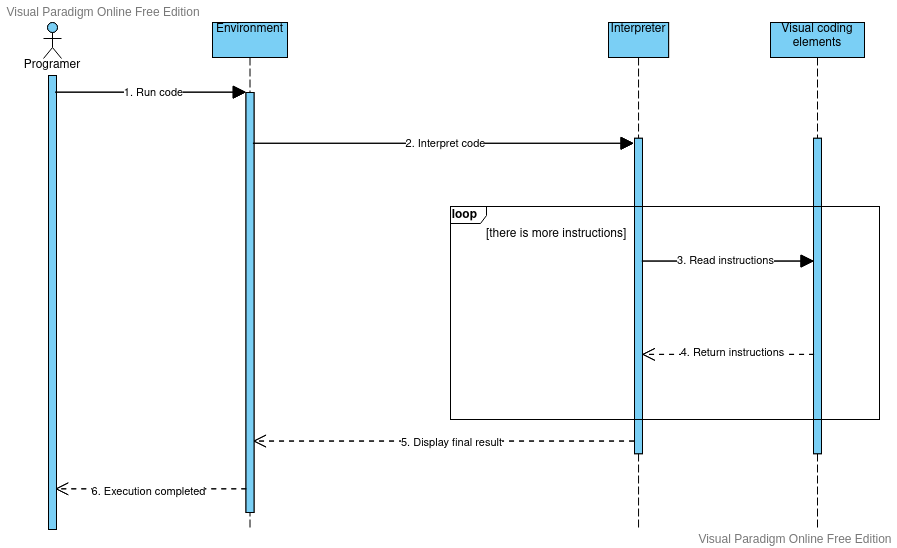 Visual Paradigm Online Free Edition
Programer
Environment
Interpreter
Visual coding
elements
1. Run code
2. Interpret code
loop
[there is more instructions]
3. Read instructions
4. Return instructions
5. Display final result
6. Execution completed
Visual Paradigm Online Free Edition